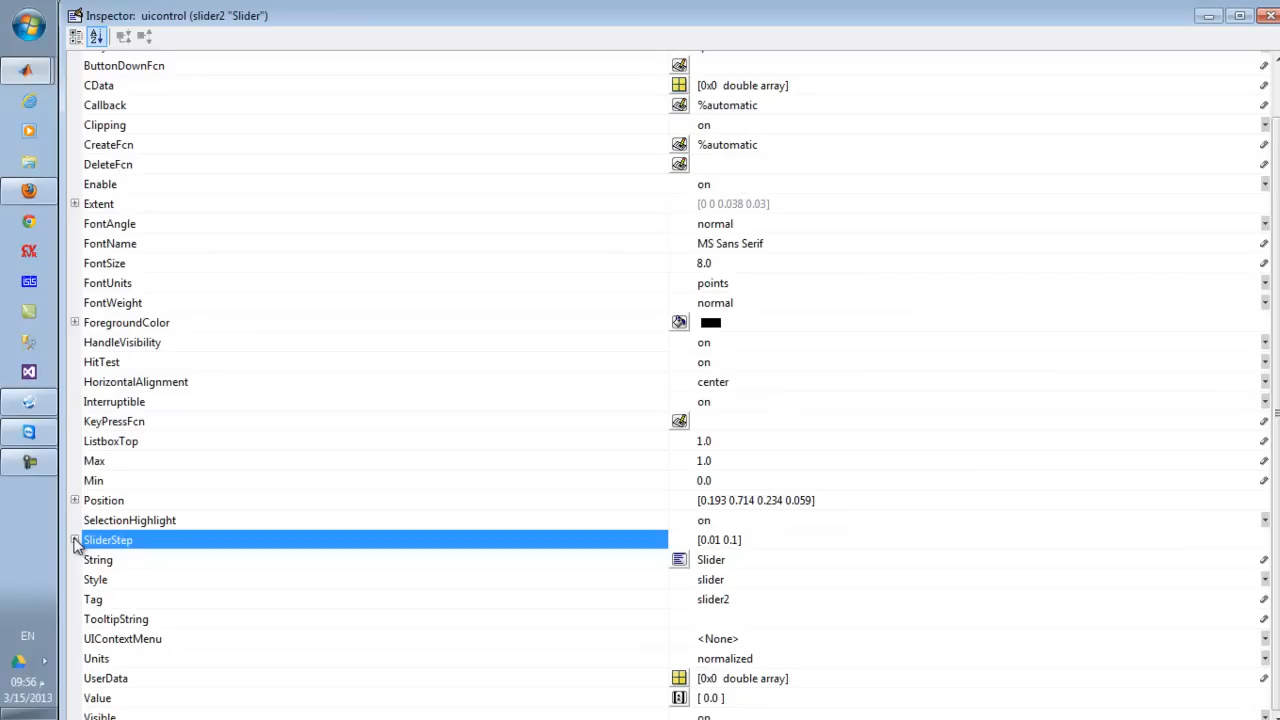 Inspector: uicontrol (slider2 "Slider")
ButtonDownFcn
CData [0x0 double array]
Callback %automatic
Clipping on
CreateFcn %automatic
DeleteFcn
Enable on
Extent [0 0 0.038 0.03]
FontAngle normal
FontName MS Sans Serif
FontSize 8.0
FontUnits points
FontWeight normal
ForegroundColor
HandleVisibility on
HitTest on
HorizontalAlignment center
Interruptible on
KeyPressFcn
ListboxTop 1.0
Max 1.0
Min 0.0
Position [0.193 0.714 0.234 0.059]
SelectionHighlight on
SliderStep [0.01 0.1]
String Slider
Style slider
Tag slider2
TooltipString
UIContextMenu <None>
Units normalized
UserData [0x0 double array]
Value [ 0.0 ]
Visible on
EN
09:56 م
3/15/2013